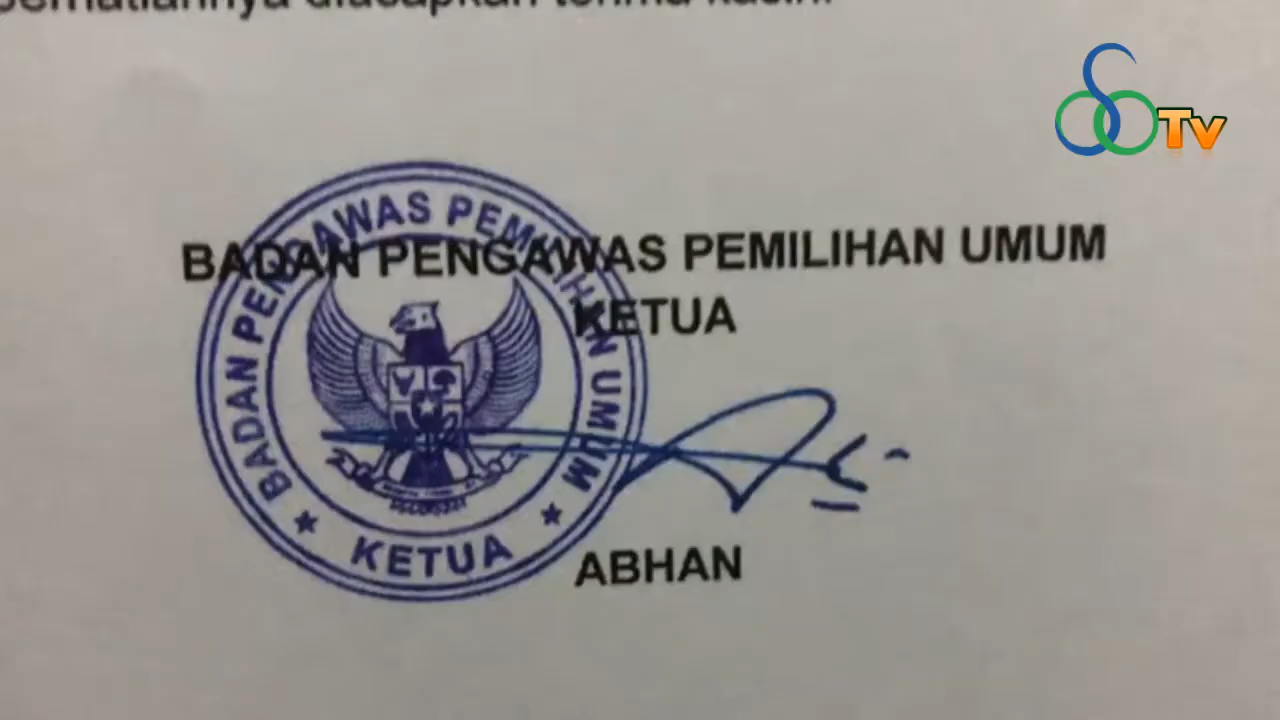 Tv
BADAN PENGAWAS PEMILIHAN UMUM
KETUA
BADAN PENGAWAS PEMILIHAN UMUM
KETUA
ABHAN